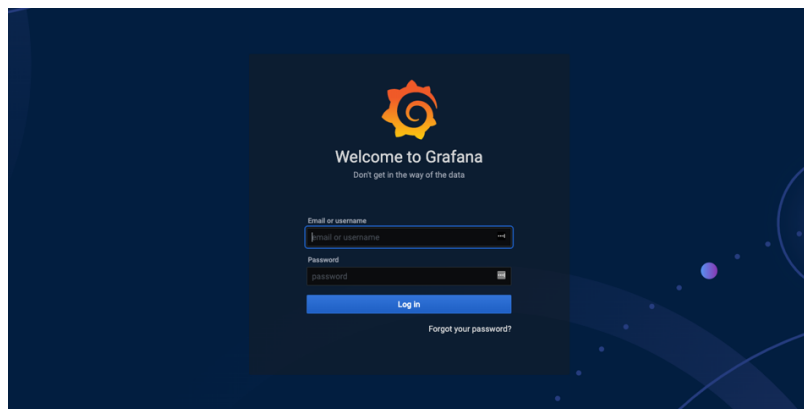 Welcome to Grafana
Don't get in the way of the data
Email or username
email or username
Password
password
Log in
Forgot your password?